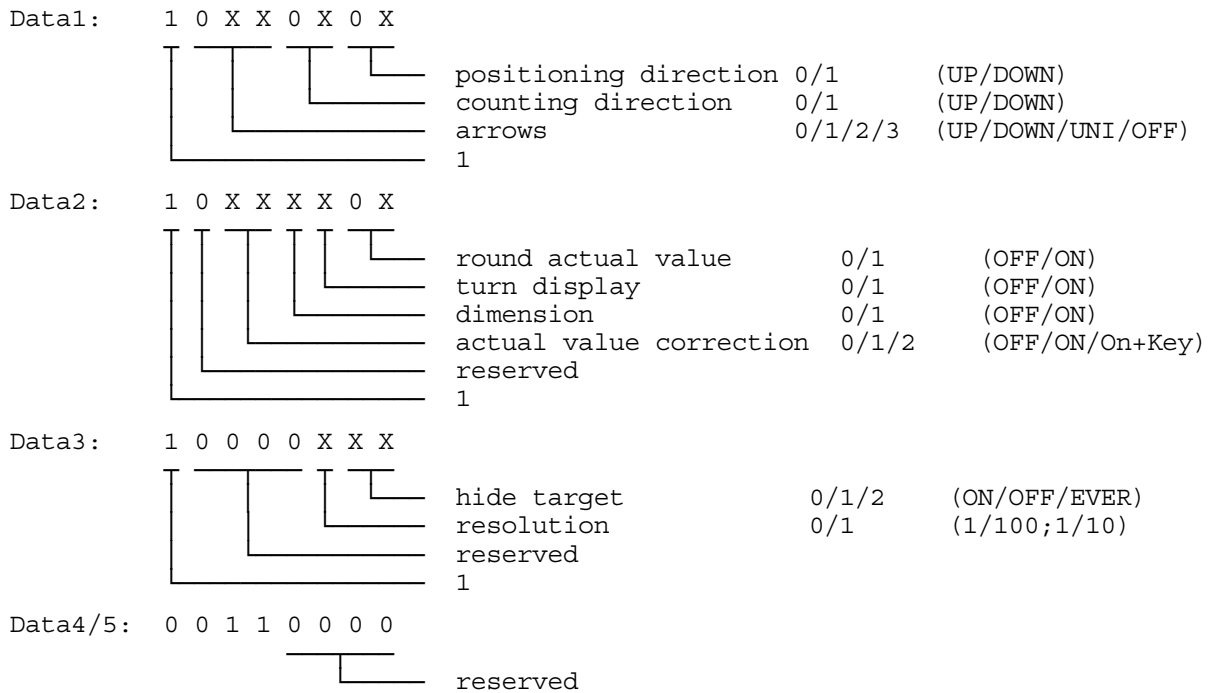 Data1: 1 0 X X 0 X 0 X
positioning direction 0/1 (UP/DOWN)
counting direction 0/1 (UP/DOWN)
arrows 0/1/2/3 (UP/DOWN/UNI/OFF)
1
Data2: 1 0 X X X X 0 X
round actual value 0/1 (OFF/ON)
turn display 0/1 (OFF/ON)
dimension 0/1 (OFF/ON)
actual value correction 0/1/2 (OFF/ON/On+Key)
reserved
1
Data3: 1 0 0 0 0 X X X
hide target 0/1/2 (ON/OFF/EVER)
resolution 0/1 (1/100;1/10)
reserved
1
Data4/5: 0 0 1 1 0 0 0 0
reserved